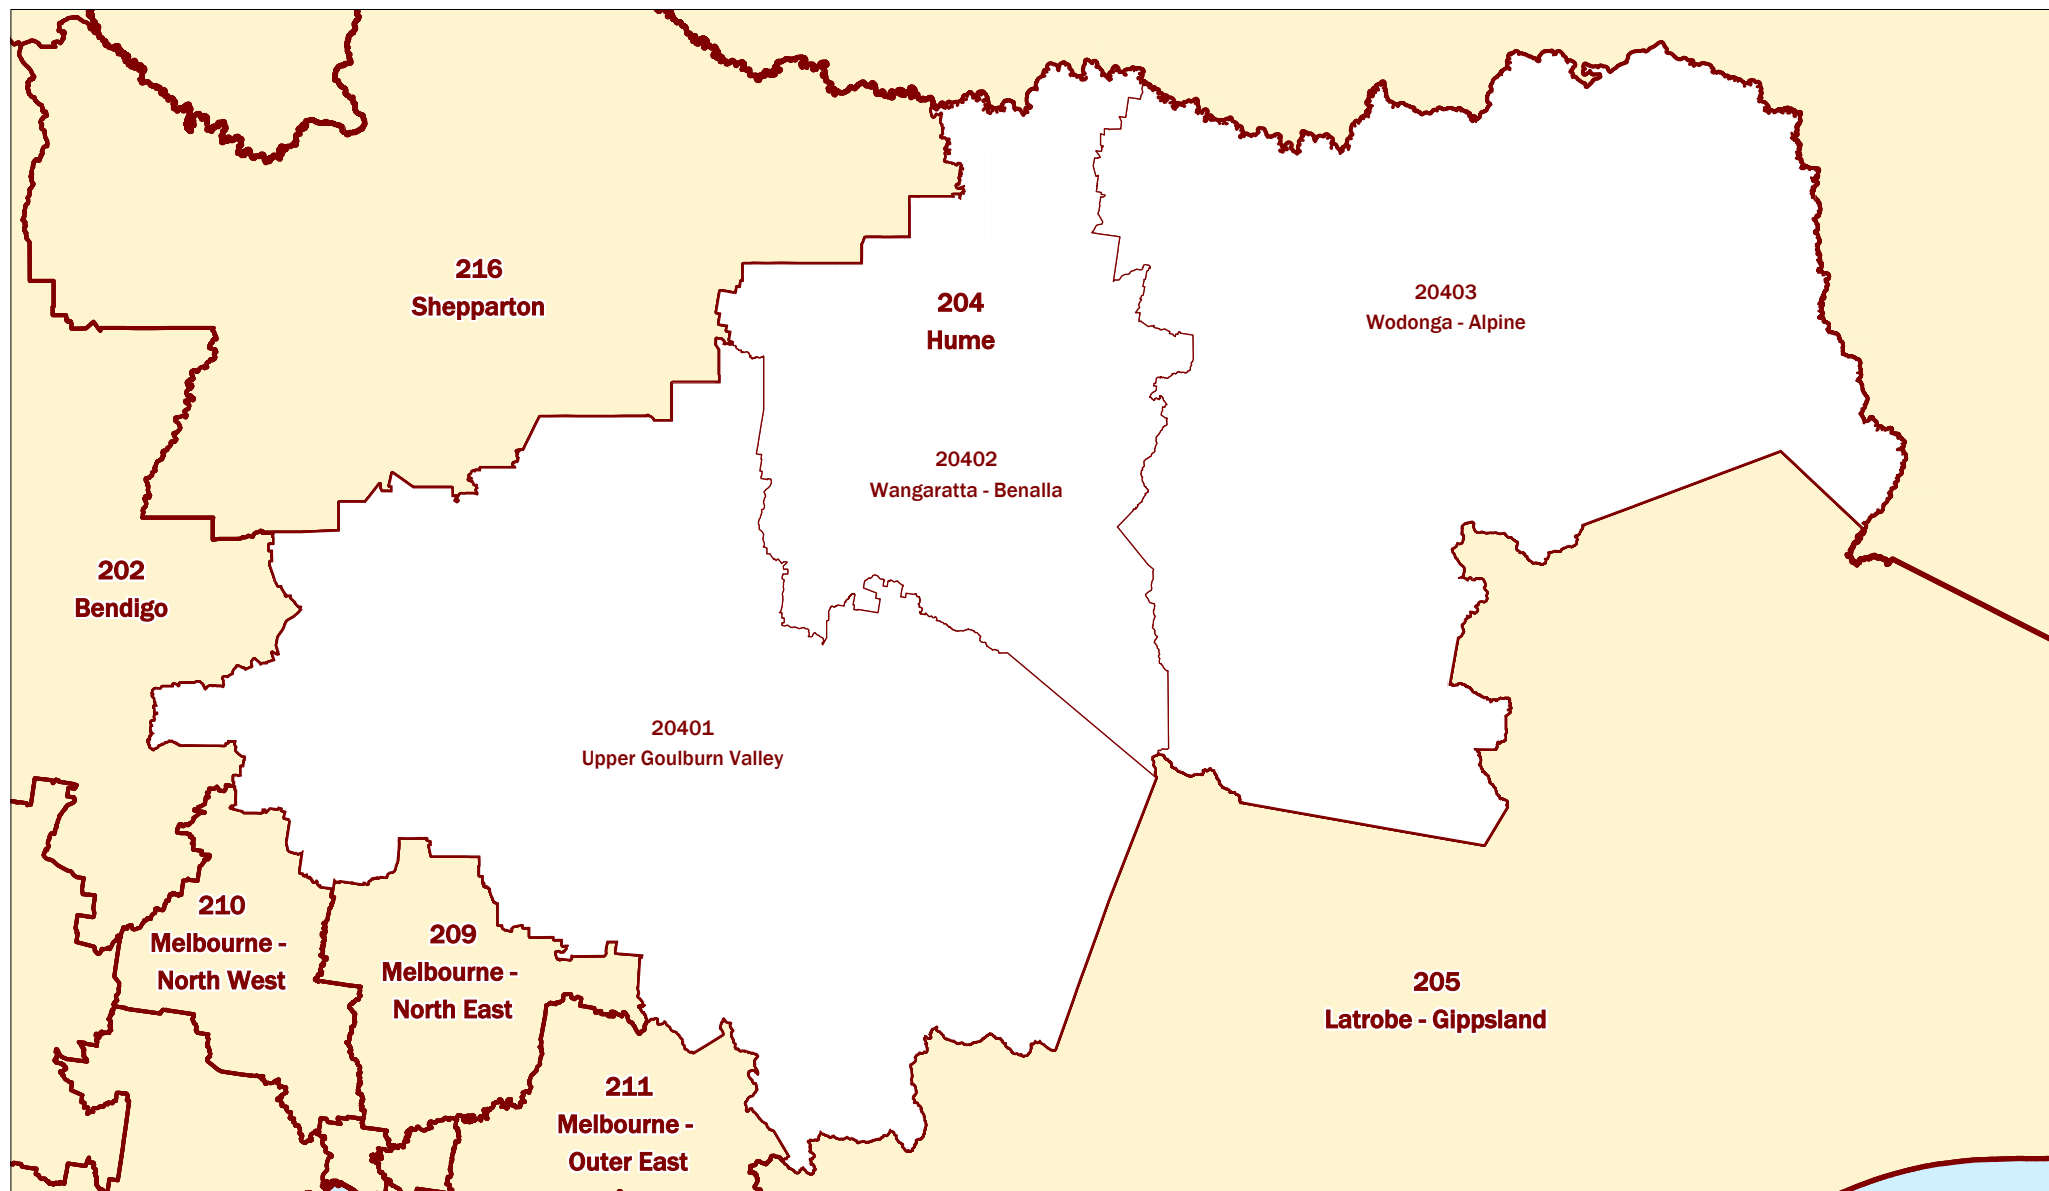 216
Shepparton
204
Hume
20403
Wodonga - Alpine
20402
Wangaratta - Benalla
202
Bendigo
20401
Upper Goulburn Valley
210
Melbourne -
North West
209
Melbourne -
North East
205
Latrobe - Gippsland
211
Melbourne -
Outer East